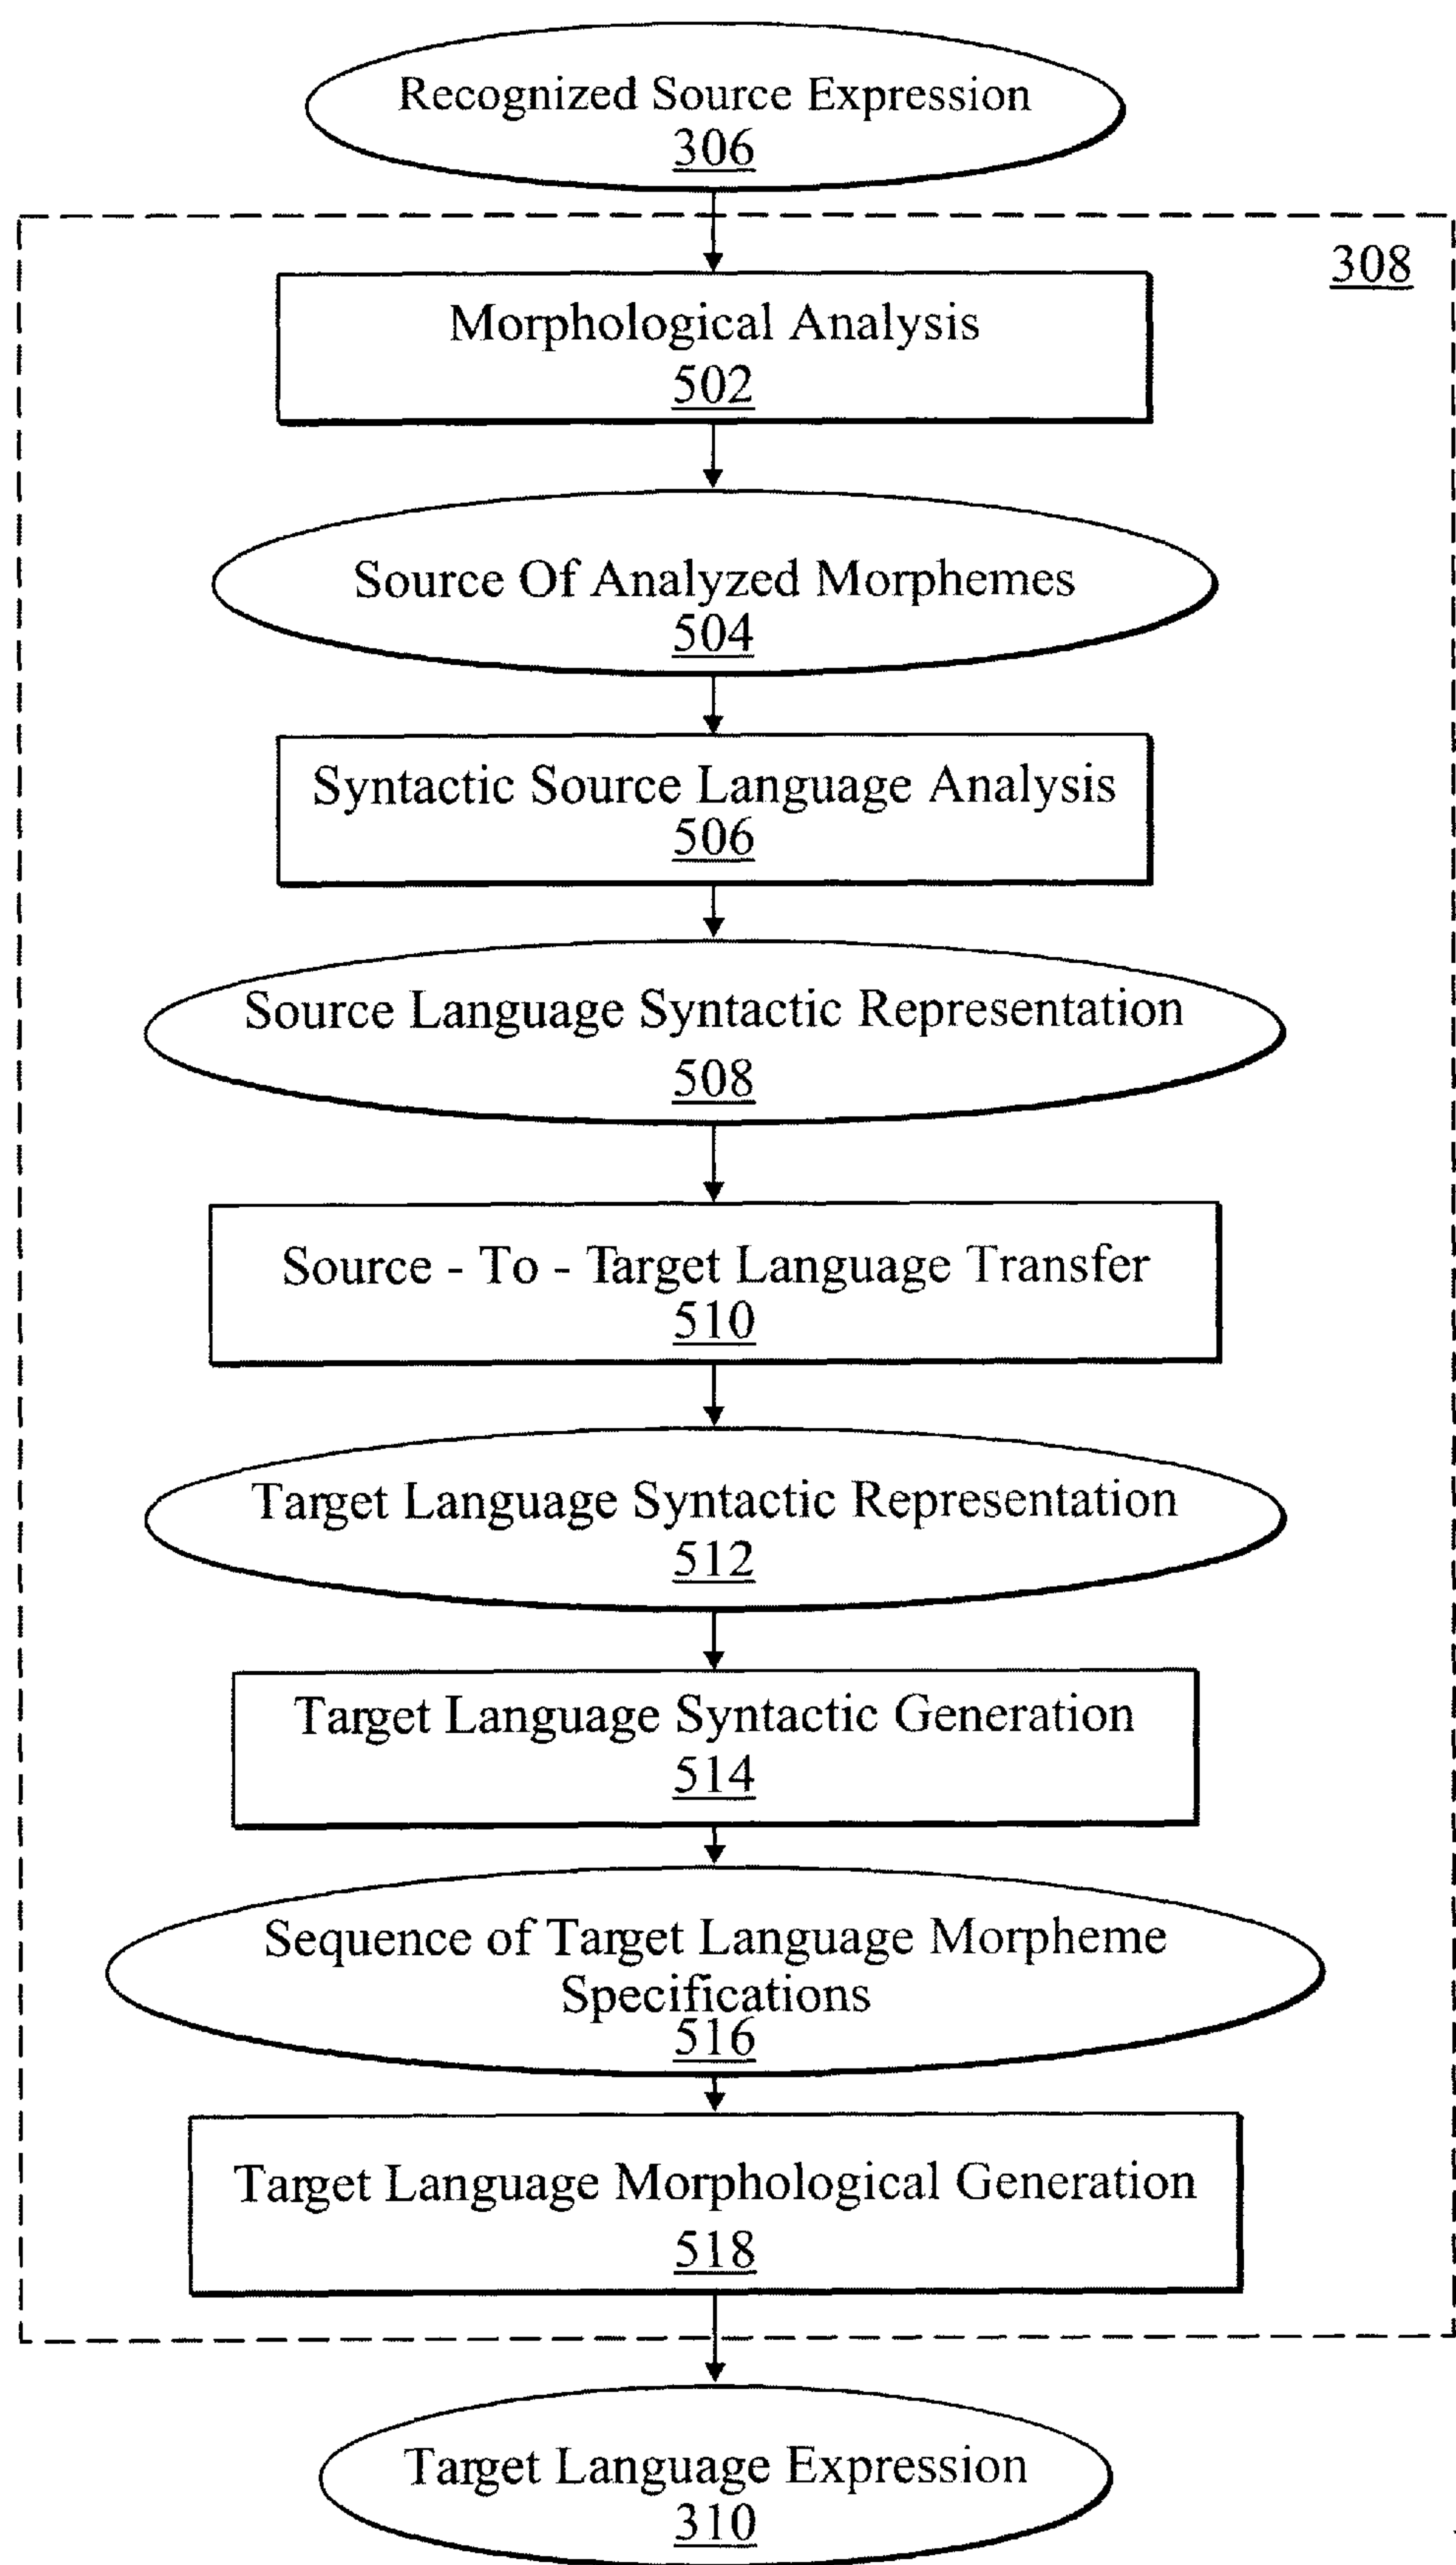 Recognized Source Expression
306
308
Morphological Analysis
502
Source Of Analyzed Morphemes
504
Syntactic Source Language Analysis
506
Source Language Syntactic Representation
508
Source - To - Target Language Transfer
510
Target Language Syntactic Representation
512
Target Language Syntactic Generation
514
Sequence of Target Language Morpheme
Specifications
516
Target Language Morphological Generation
518
Target Language Expression
310